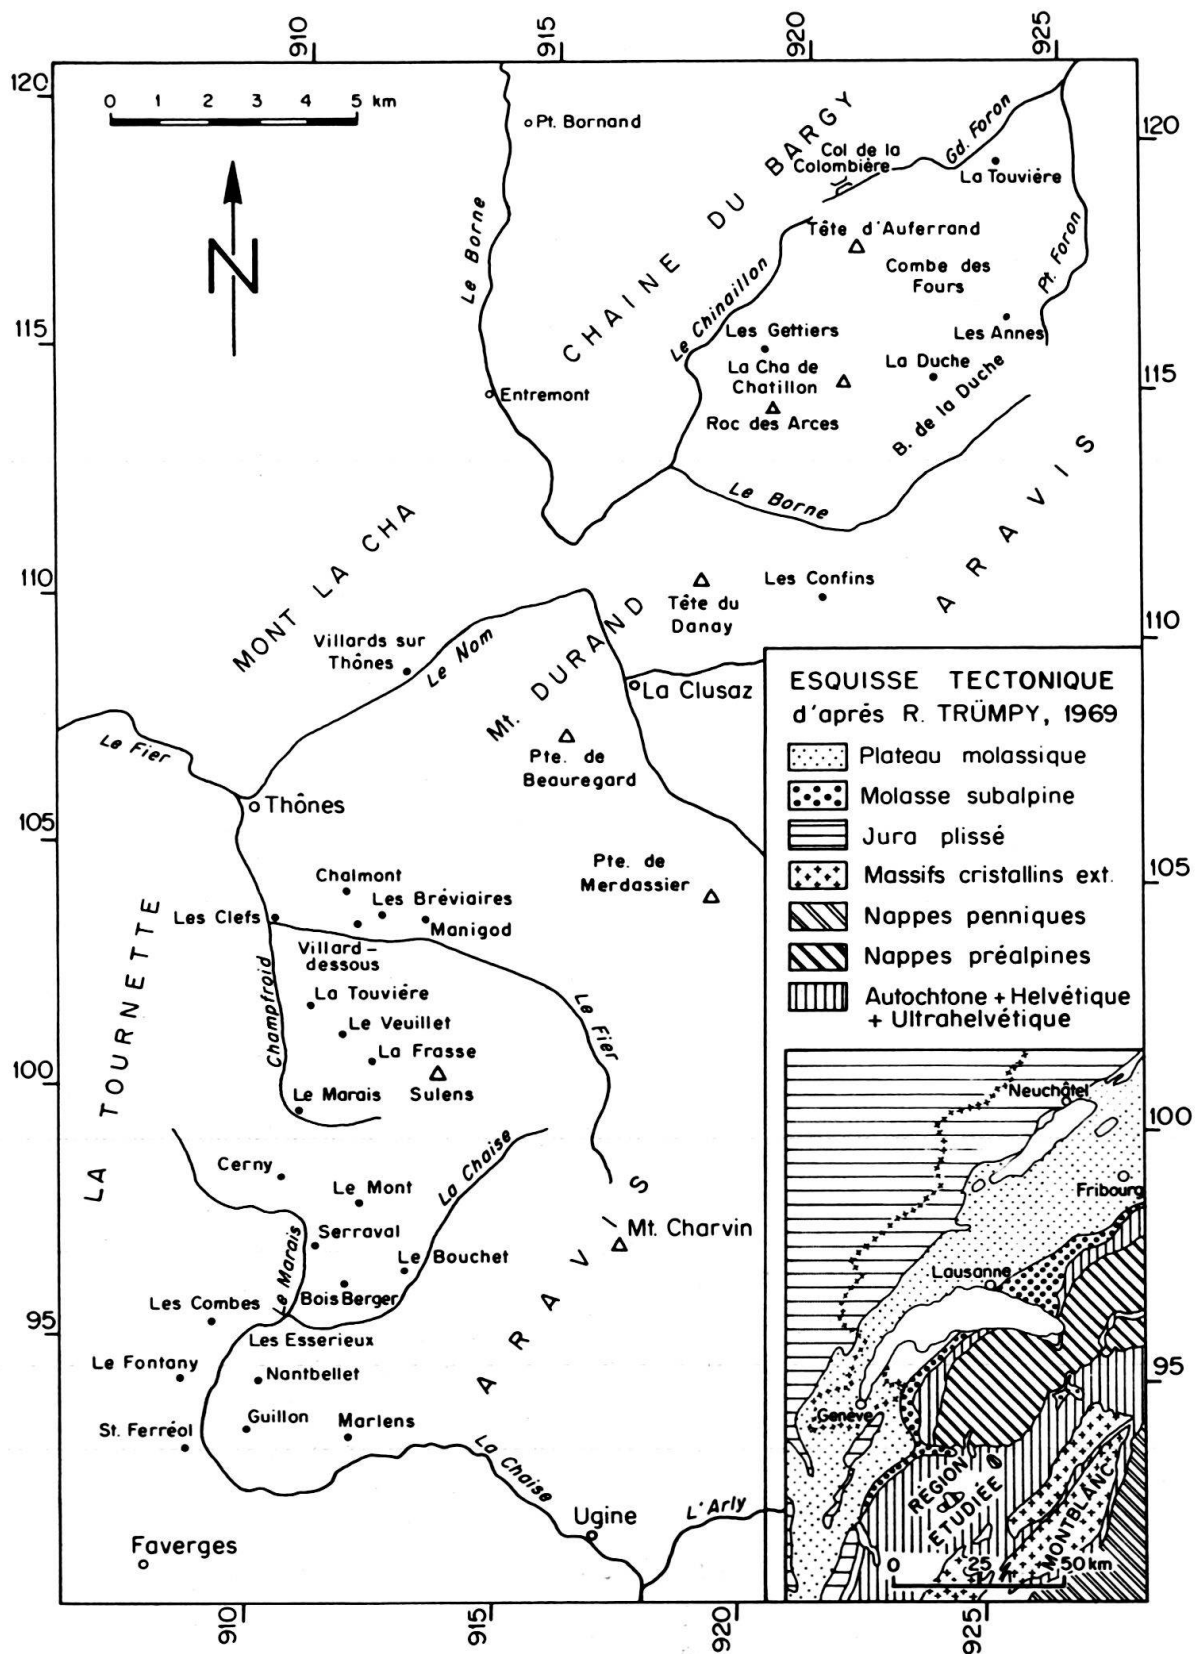 910
915
920
925
120
0 1 2 3 4 5 km
Pt. Bornand
120
CHAINE DU BARGY
Col de la
Colombière
Gd. Foron
La Touvière
N
Le Borne
Tête d'Auferrand
Combe des
Fours
Pt. Foron
Le Chinaillon
115
Les Gettiers
Les Annes
La Cha de
Chatillon
La Duche
115
Entremont
Roc des Arces
B. de la Duche
Le Borne
ARAVIS
MONT LA CHA
110
Les Confins
Tête du
Danay
110
Villards sur
Thônes
Le Nom
Mt. DURAND
La Clusaz
Le Fier
Pte. de
Beauregard
Thônes
105
Pte. de
Merdassier
105
Chalmont
Les Bréviaires
Les Clefs
Manigod
Villard-
dessous
LA TOURNETTE
Champfroid
La Touvière
Le Veuillet
Le Fier
La Frasse
100
Le Marais
Sulens
100
Cerny
La Chaise
Le Mont
Serraval
Mt. Charvin
ARAVIS
Le Bouchet
Le Marais
Les Combes
Bois Berger
95
Les Esserieux
95
Le Fontany
Nantbellet
Guillon
Marlens
St. Ferréol
La Chaise
Ugine
L'Arly
Faverges
910
915
920
925
ESQUISSE TECTONIQUE
d'aprés R. TRÜMPY, 1969
Plateau molassique
Molasse subalpine
Jura plissé
Massifs cristallins ext.
Nappes penniques
Nappes préalpines
Autochtone + Helvétique
+ Ultrahelvétique
Neuchâtel
Fribourg
Lausanne
Genève
REGION
ETUDIÉE
MONTBLANC
0 25 50 km